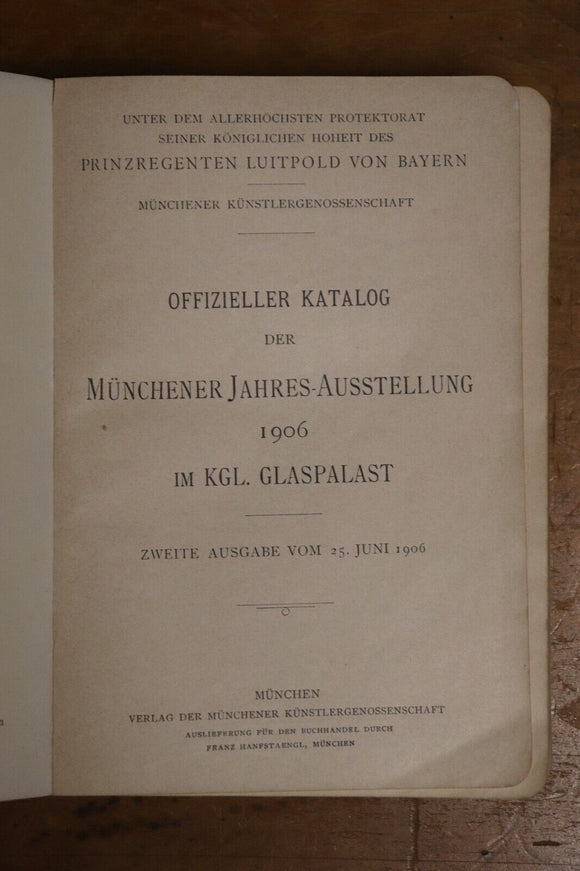 UNTER DEM ALLERHÖCHSTEN PROTEKTORAT
SEINER KÖNIGLICHEN HOHEIT DES
PRINZREGENTEN LUITPOLD VON BAYERN
MÜNCHENER KÜNSTLERGENOSSENSCHAFT
OFFIZIELLER KATALOG
DER
MÜNCHENER JAHRES-AUSSTELLUNG
1906
IM KGL. GLASPALAST
ZWEITE AUSGABE VOM 25. JUNI 1906
MÜNCHEN
VERLAG DER MÜNCHENER KÜNSTLERGENOSSENSCHAFT
AUSLIEFERUNG FÜR DEN BUCHHANDEL DURCH
FRANZ HANFSTAENGL, MÜNCHEN